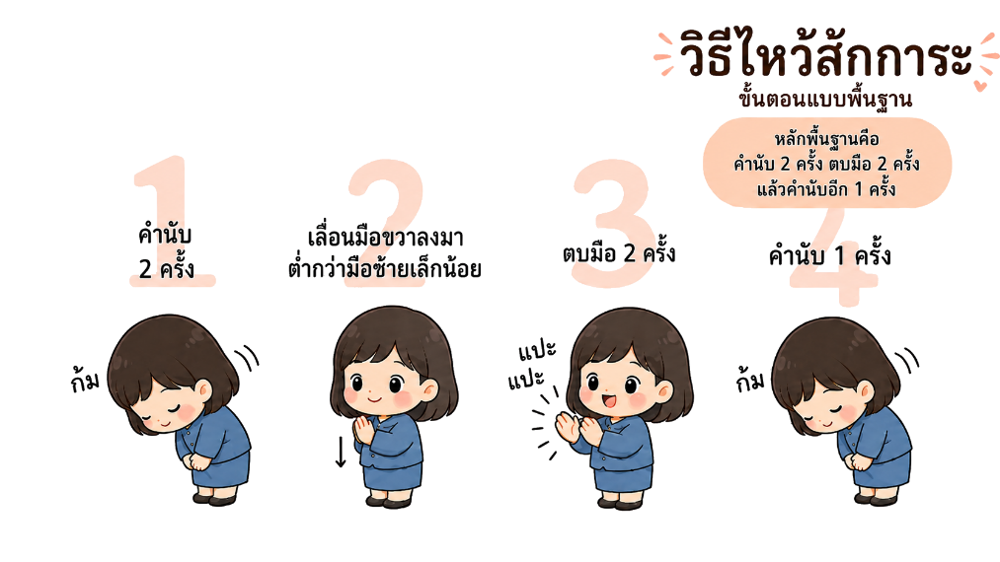 วิธีไหว้สักการะ
ขั้นตอนแบบพื้นฐาน
หลักพื้นฐานคือ
คำนับ 2 ครั้ง ตบมือ 2 ครั้ง
แล้วคำนับอีก 1 ครั้ง
1
คำนับ
2 ครั้ง
ก้ม
2
เลื่อนมือขวาลงมา
ต่ำกว่ามือซ้ายเล็กน้อย
3
ตบมือ 2 ครั้ง
แปะ
แปะ
4
คำนับ 1 ครั้ง
ก้ม